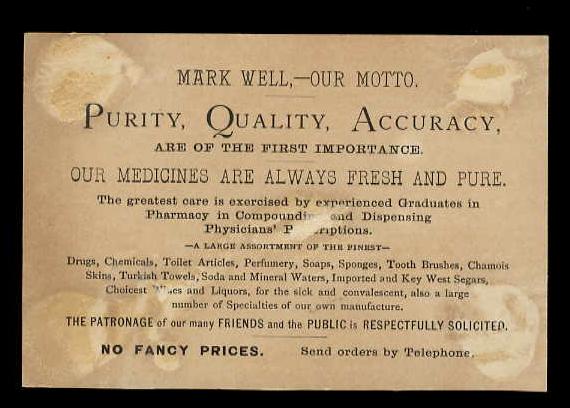 MARK WELL,—OUR MOTTO.
PURITY, QUALITY, ACCURACY,
ARE OF THE FIRST IMPORTANCE.
OUR MEDICINES ARE ALWAYS FRESH AND PURE.
The greatest care is exercised by experienced Graduates in
Pharmacy in Compounding and Dispensing
Physicians'
—A LARGE ASSORTMENT OF THE FINEST—
Drugs, Chemicals, Toilet Articles, Perfumery, Soaps, Sponges, Tooth Brushes, Chamois
Skins, Turkish Towels, Soda and Mineral Waters, Imported and Key West Segars,
Choicest Wines and Liquors, for the sick and convalescent, also a large
number of Specialties of our own manufacture.
THE PATRONAGE of our many FRIENDS and the PUBLIC is RESPECTFULLY SOLICITED.
NO FANCY PRICES. Send orders by Telephone.